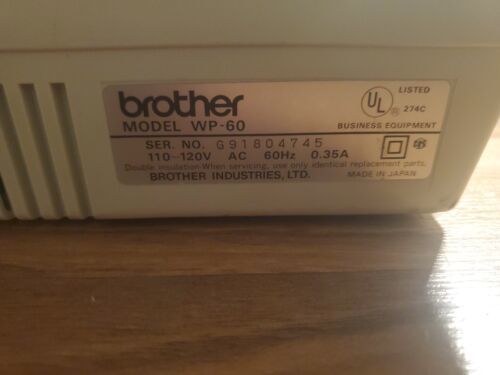 brother
MODEL WP-60
SER. NO. G91804745
110-120V AC 60Hz 0.35A
Double insulation-When servicing, use only identical replacement parts.
BROTHER INDUSTRIES, LTD.
UL
LISTED
274C
BUSINESS EQUIPMENT
MADE IN JAPAN